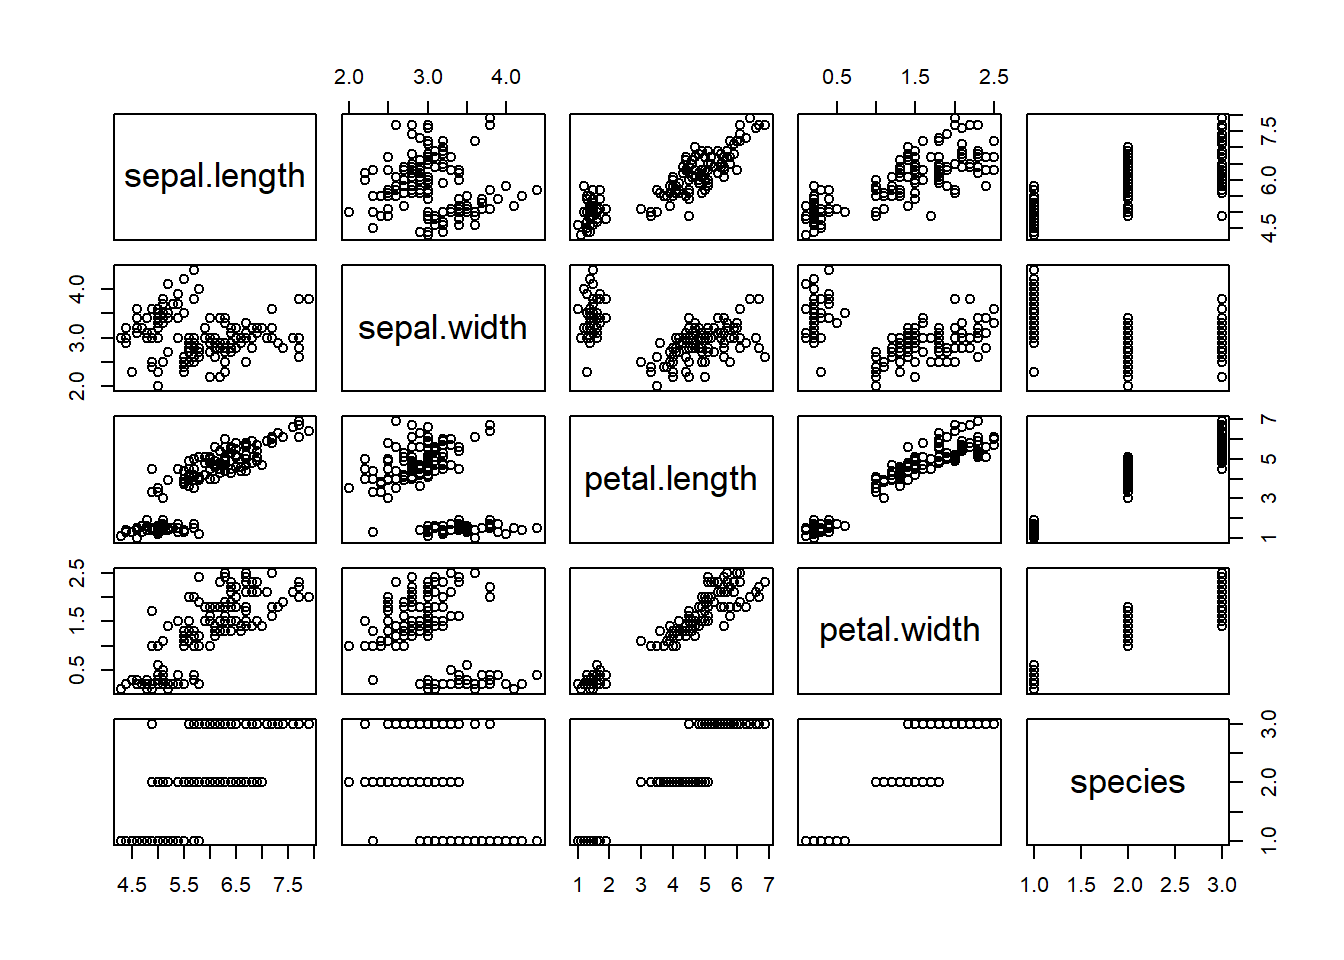 2.0 3.0 4.0 0.5 1.5 2.5
sepal.length 4.5 6.0 7.5
2.0 3.0 4.0 sepal.width
petal.length 1 3 5 7
0.5 1.5 2.5 petal.width
species 1.0 2.0 3.0
4.5 5.5 6.5 7.5 1 2 3 4 5 6 7 1.0 1.5 2.0 2.5 3.0